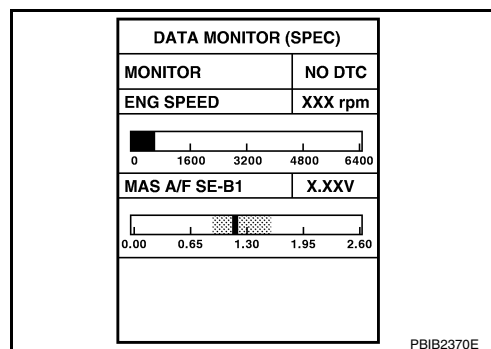 DATA MONITOR (SPEC)
MONITOR NO DTC
ENG SPEED XXX rpm
0 1600 3200 4800 6400
MAS A/F SE-B1 X.XXV
0.00 0.65 1.30 1.95 2.60
PBIB2370E